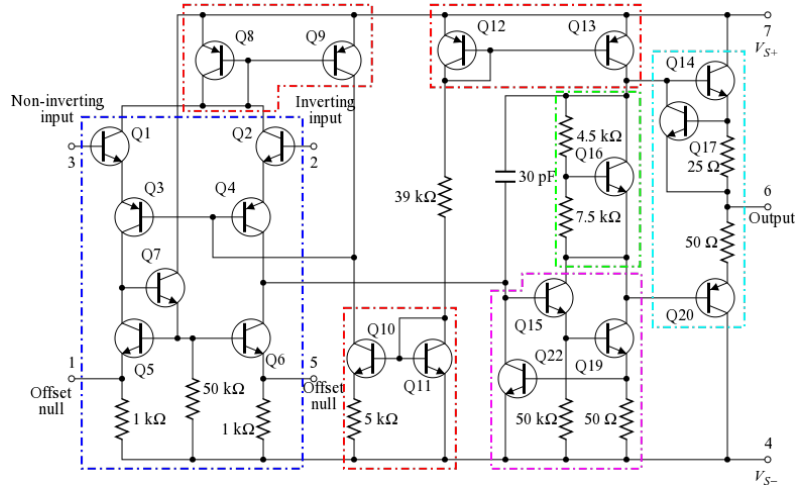 Q8
Q9
Q12
Q13
7
V_S+
Q14
Non-inverting
input
Inverting
input
Q1
Q2
3
2
4.5 kΩ
Q16
Q17
25 Ω
30 pF
39 kΩ
Q3
Q4
7.5 kΩ
6
Output
50 Ω
Q7
Q15
Q20
1
Offset
null
Q5
Q6
5
Offset
null
Q10
Q11
Q22
Q19
50 kΩ
1 kΩ
1 kΩ
5 kΩ
50 kΩ
50 Ω
4
V_S−